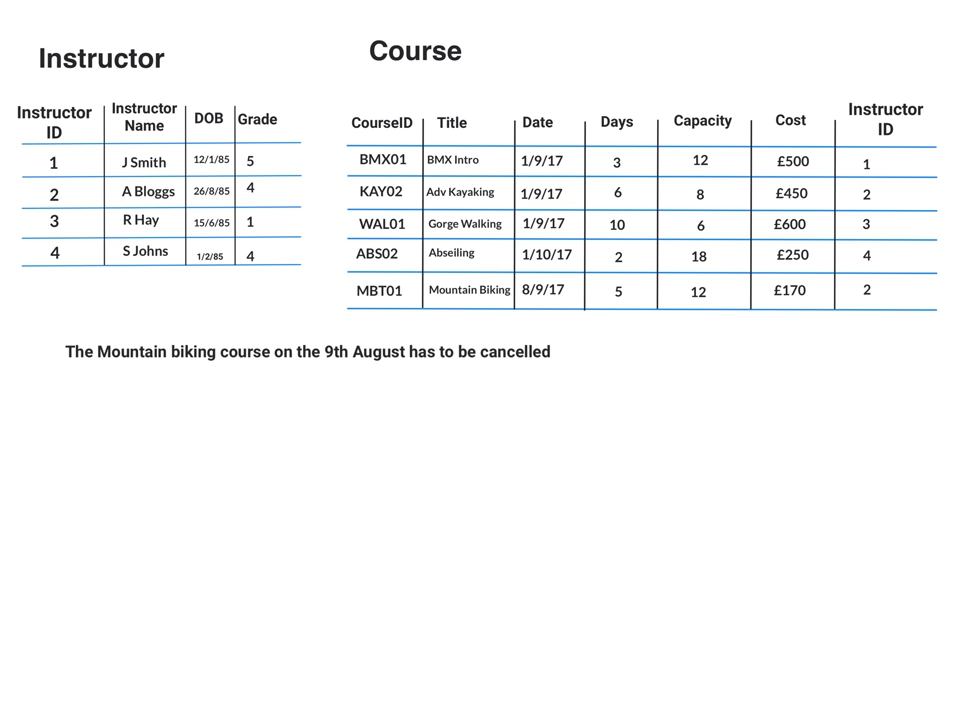 Instructor
Course
Instructor ID | Instructor Name | DOB | Grade
1 | J Smith | 12/1/85 | 5
2 | A Bloggs | 26/8/85 | 4
3 | R Hay | 15/6/85 | 1
4 | S Johns | 1/2/85 | 4
CourseID | Title | Date | Days | Capacity | Cost | Instructor ID
BMX01 | BMX Intro | 1/9/17 | 3 | 12 | £500 | 1
KAY02 | Adv Kayaking | 1/9/17 | 6 | 8 | £450 | 2
WAL01 | Gorge Walking | 1/9/17 | 10 | 6 | £600 | 3
ABS02 | Abseiling | 1/10/17 | 2 | 18 | £250 | 4
MBT01 | Mountain Biking | 8/9/17 | 5 | 12 | £170 | 2
The Mountain biking course on the 9th August has to be cancelled